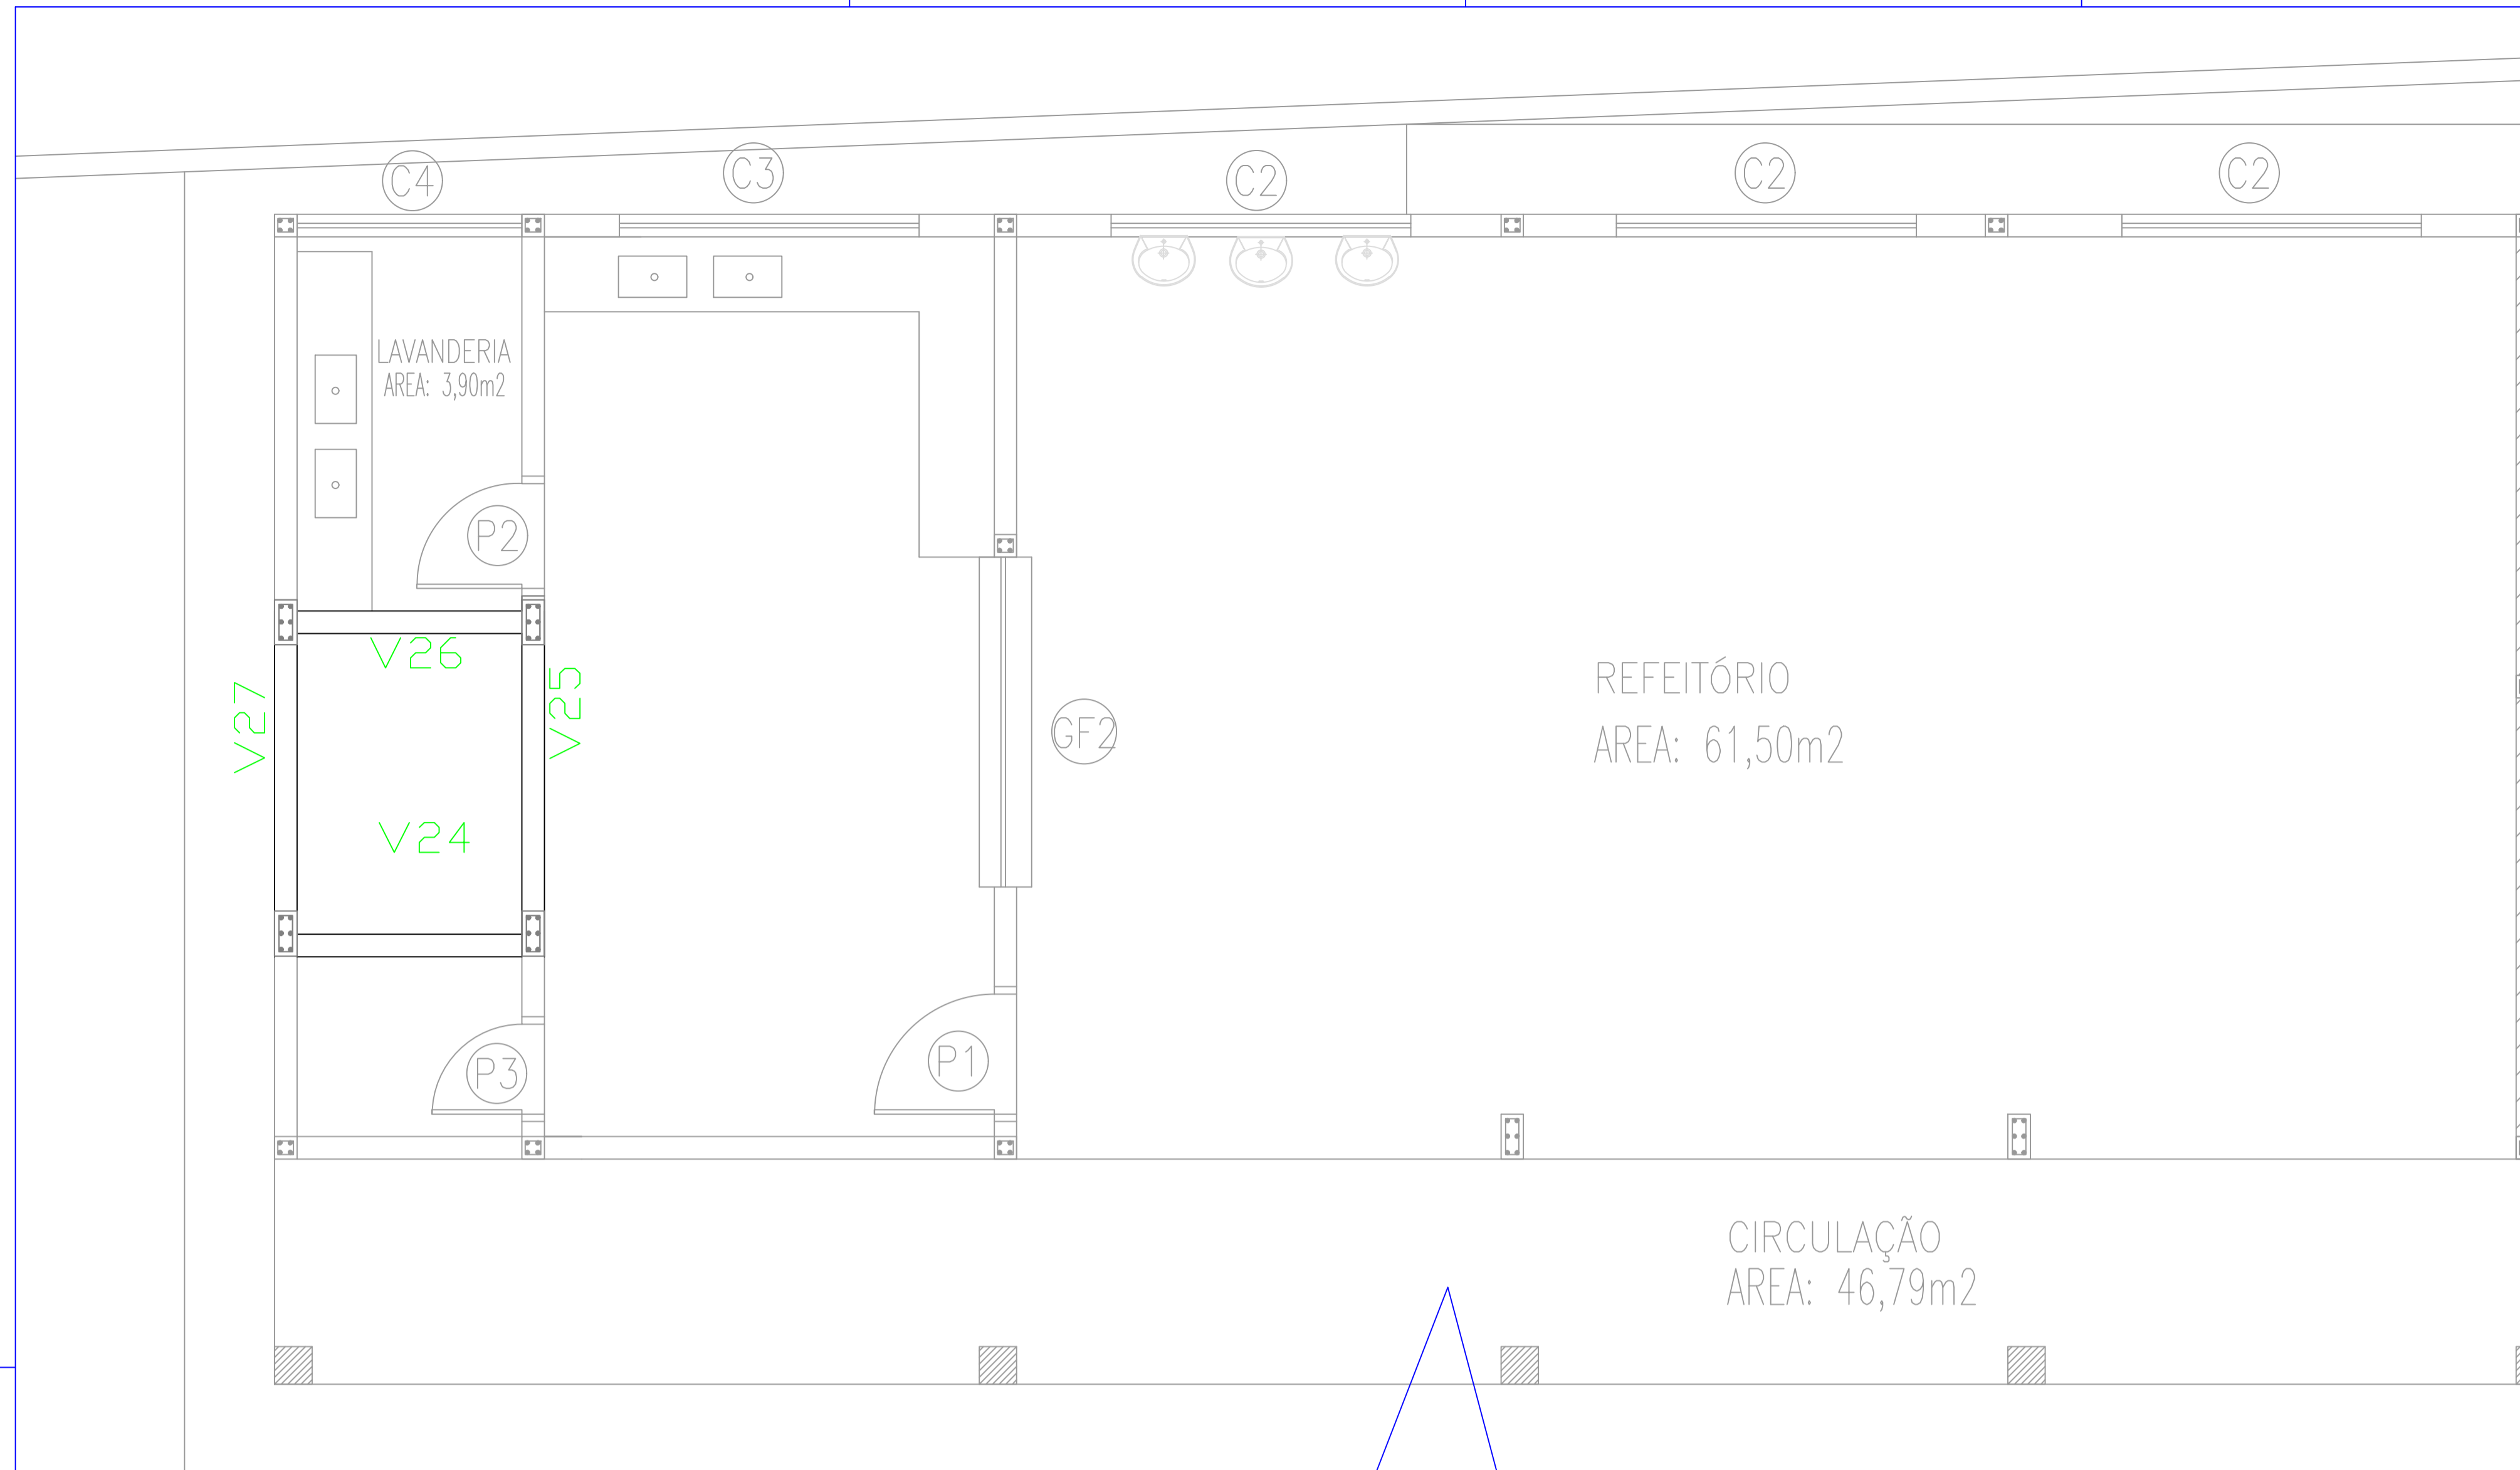 C4
C3
C2
C2
C2
LAVANDERIA
AREA: 3,90m2
P2
V26
V27
V25
GF2
REFEITÓRIO
AREA: 61,50m2
V24
P3
P1
CIRCULAÇÃO
AREA: 46,79m2